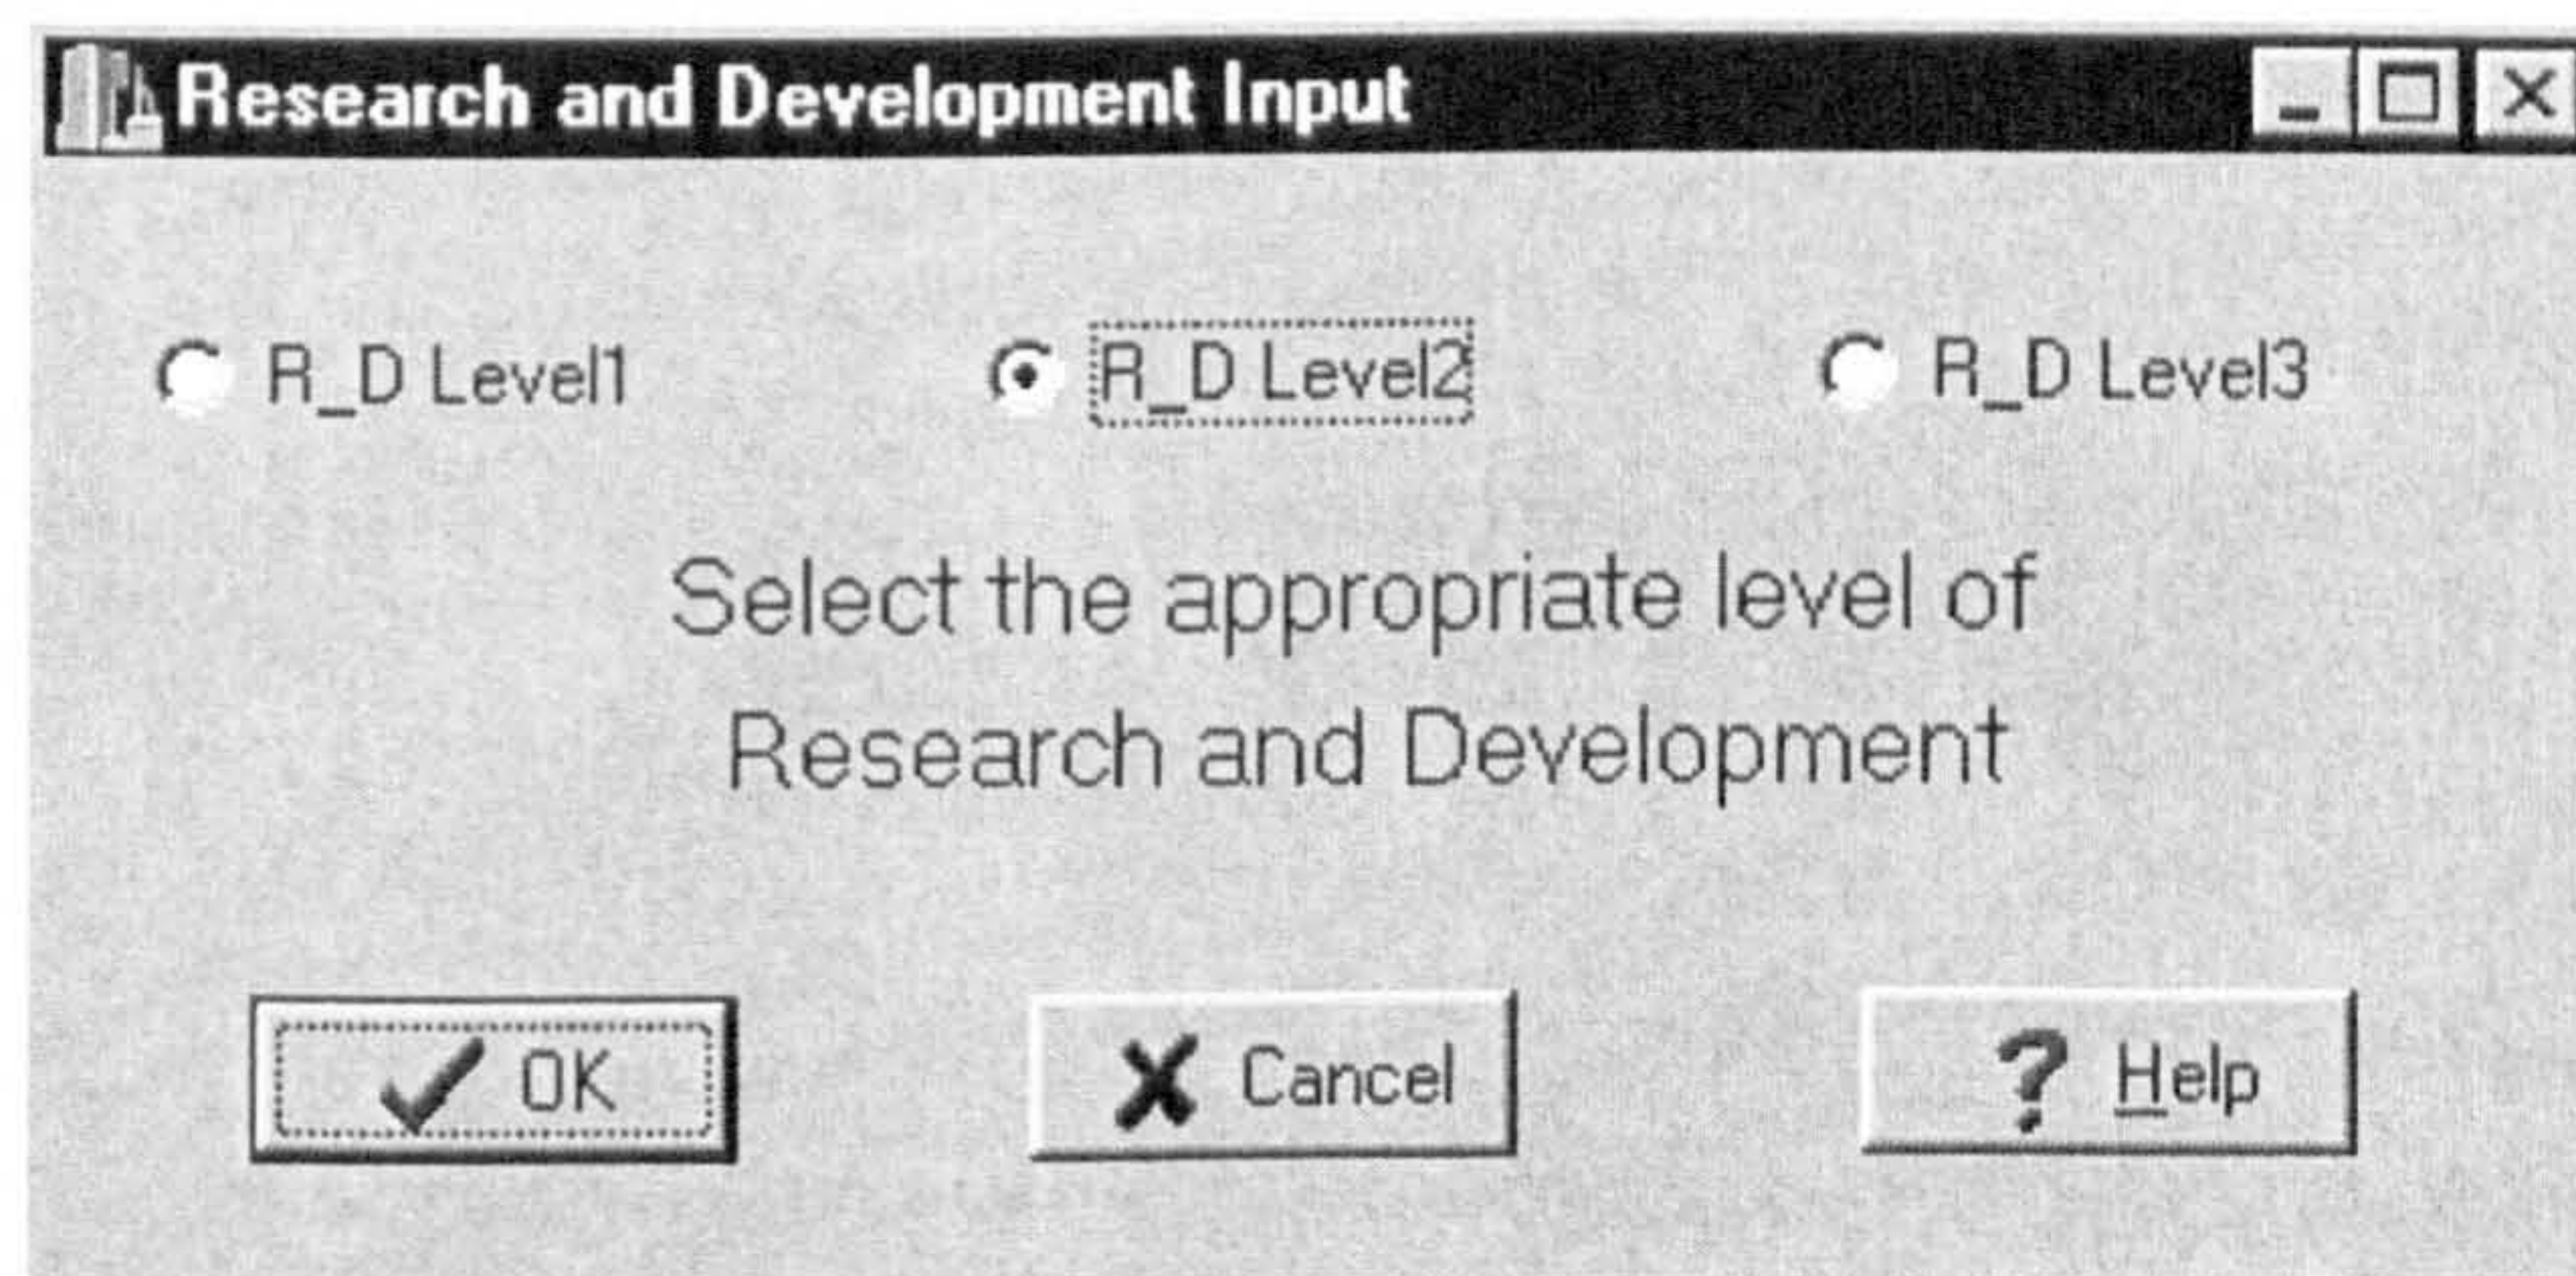 Research and Development Input
R_D Level1 R_D Level2 R_D Level3
Select the appropriate level of
Research and Development
OK Cancel Help